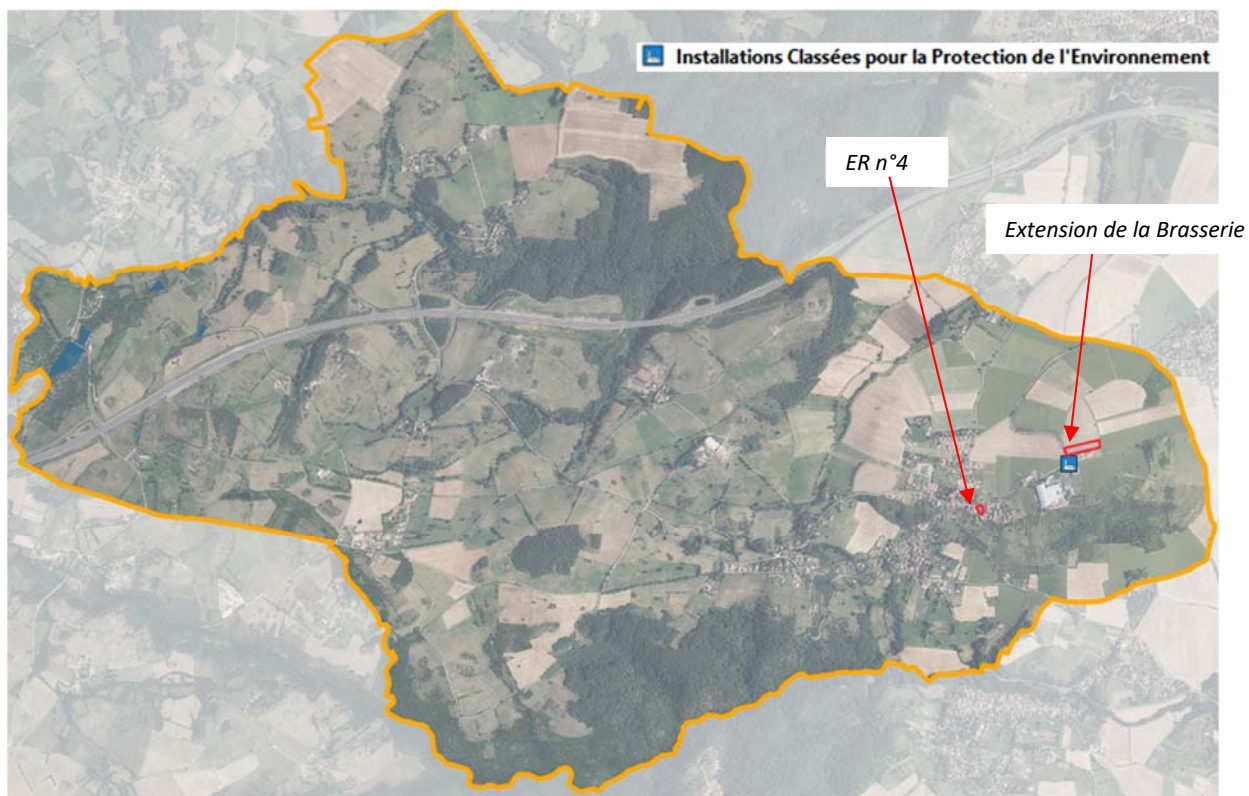 Installations Classées pour la Protection de l'Environnement
ER n°4
Extension de la Brasserie